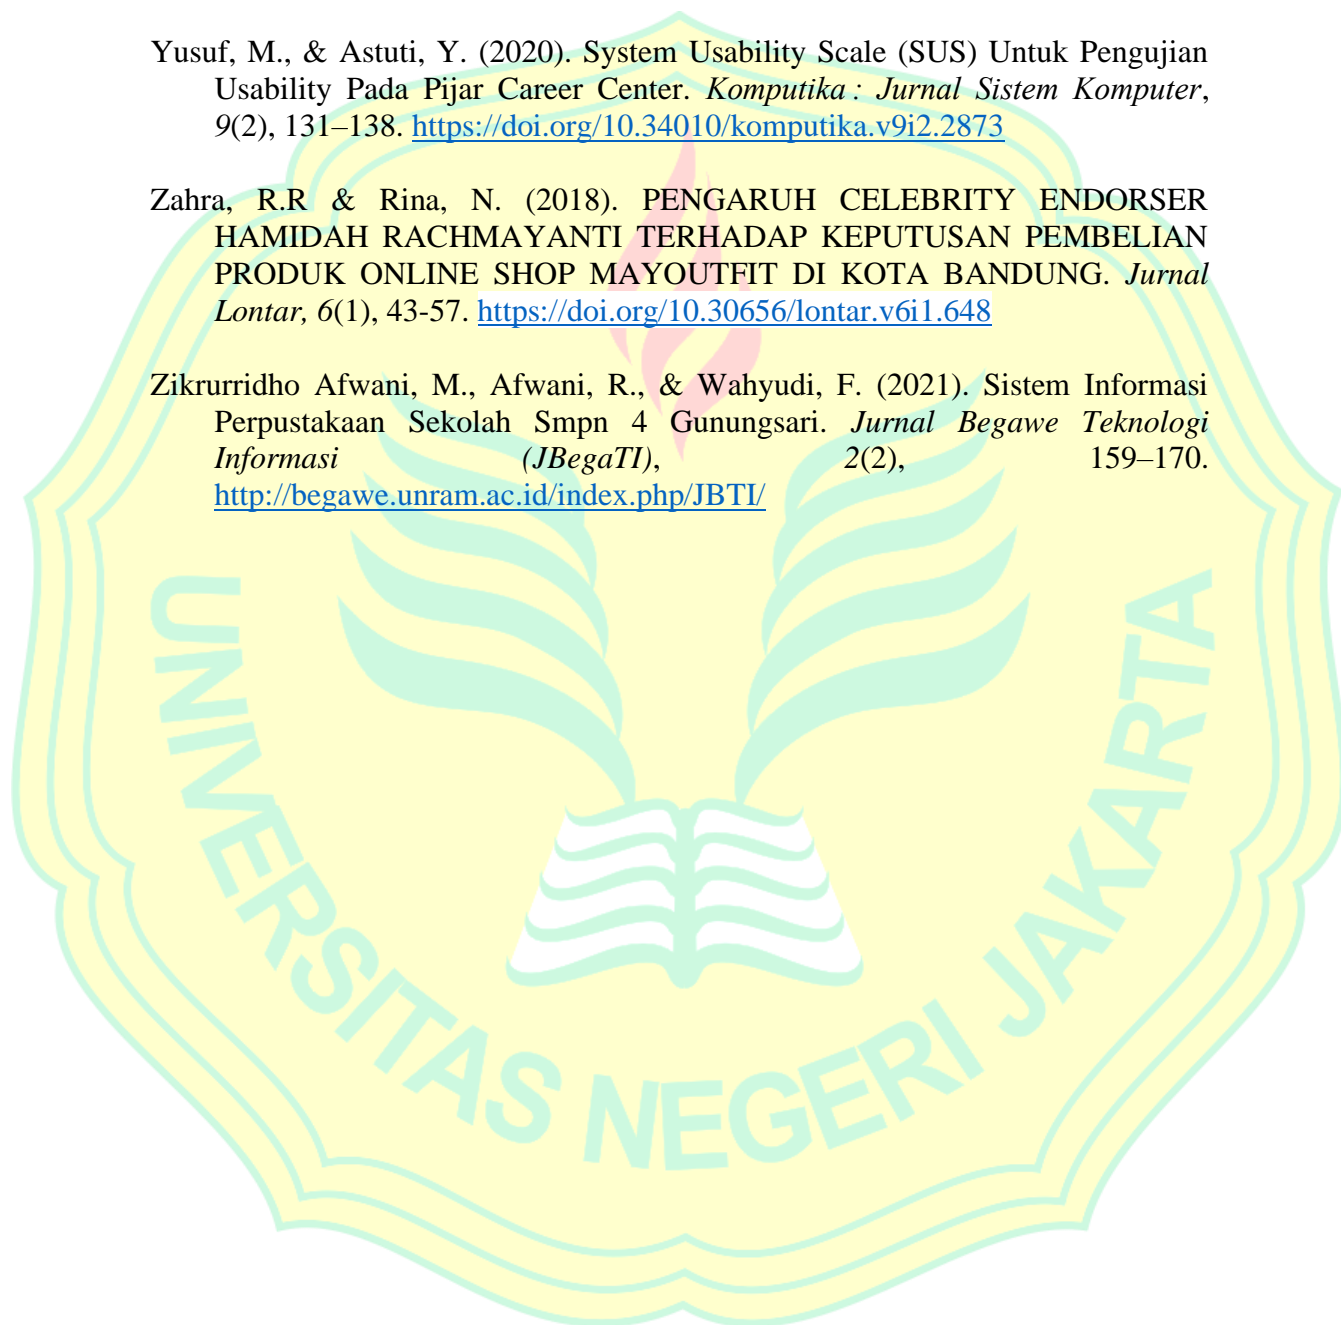 Yusuf, M., & Astuti, Y. (2020). System Usability Scale (SUS) Untuk Pengujian
Usability Pada Pijar Career Center. Komputika : Jurnal Sistem Komputer,
9(2), 131–138. https://doi.org/10.34010/komputika.v9i2.2873
Zahra, R.R & Rina, N. (2018). PENGARUH CELEBRITY ENDORSER
HAMIDAH RACHMAYANTI TERHADAP KEPUTUSAN PEMBELIAN
PRODUK ONLINE SHOP MAYOUTFIT DI KOTA BANDUNG. Jurnal
Lontar, 6(1), 43-57. https://doi.org/10.30656/lontar.v6i1.648
Zikrurridho Afwani, M., Afwani, R., & Wahyudi, F. (2021). Sistem Informasi
Perpustakaan Sekolah Smpn 4 Gunungsari. Jurnal Begawe Teknologi
Informasi (JBegaTI), 2(2), 159–170.
http://begawe.unram.ac.id/index.php/JBTI/
UNIVERSITAS NEGERI JAKARTA